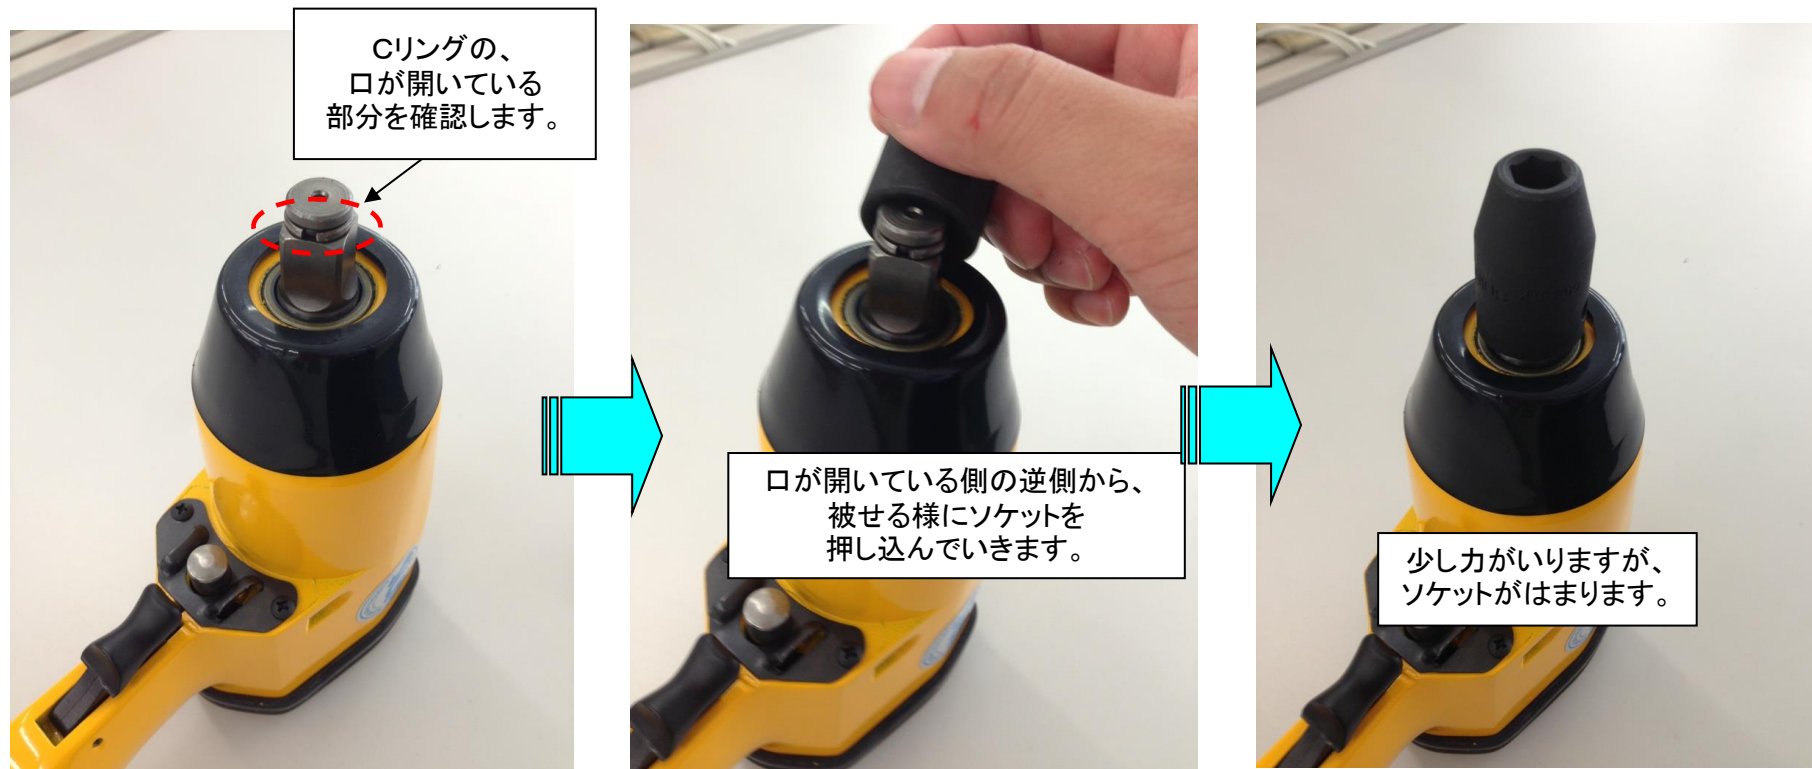 Cリングの、
口が開いている
部分を確認します。
口が開いている側の逆側から、
被せる様にソケットを
押し込んでいきます。
少し力がいりますが、
ソケットがはまります。